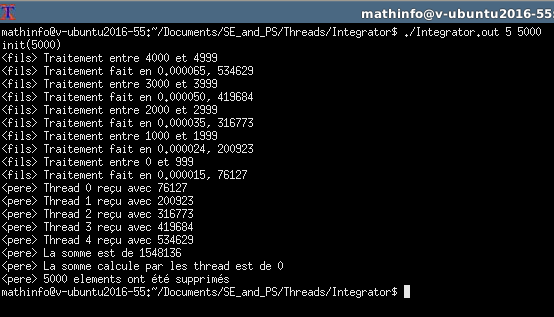 mathinfo@v-ubuntu2016-55:
mathinfo@v-ubuntu2016-55:~/Documents/SE_and_PS/Threads/Integrator$ ./Integrator.out 5 5000
init(5000)
<fils> Traitement entre 4000 et 4999
<fils> Traitement fait en 0.000065, 534629
<fils> Traitement entre 3000 et 3999
<fils> Traitement fait en 0.000050, 419684
<fils> Traitement entre 2000 et 2999
<fils> Traitement fait en 0.000035, 316773
<fils> Traitement entre 1000 et 1999
<fils> Traitement fait en 0.000024, 200923
<fils> Traitement entre 0 et 999
<fils> Traitement fait en 0.000015, 76127
<pere> Thread 0 reçu avec 76127
<pere> Thread 1 reçu avec 200923
<pere> Thread 2 reçu avec 316773
<pere> Thread 3 reçu avec 419684
<pere> Thread 4 reçu avec 534629
<pere> La somme est de 1548136
<pere> La somme calcule par les thread est de 0
<pere> 5000 elements ont été supprimés
mathinfo@v-ubuntu2016-55:~/Documents/SE_and_PS/Threads/Integrator$